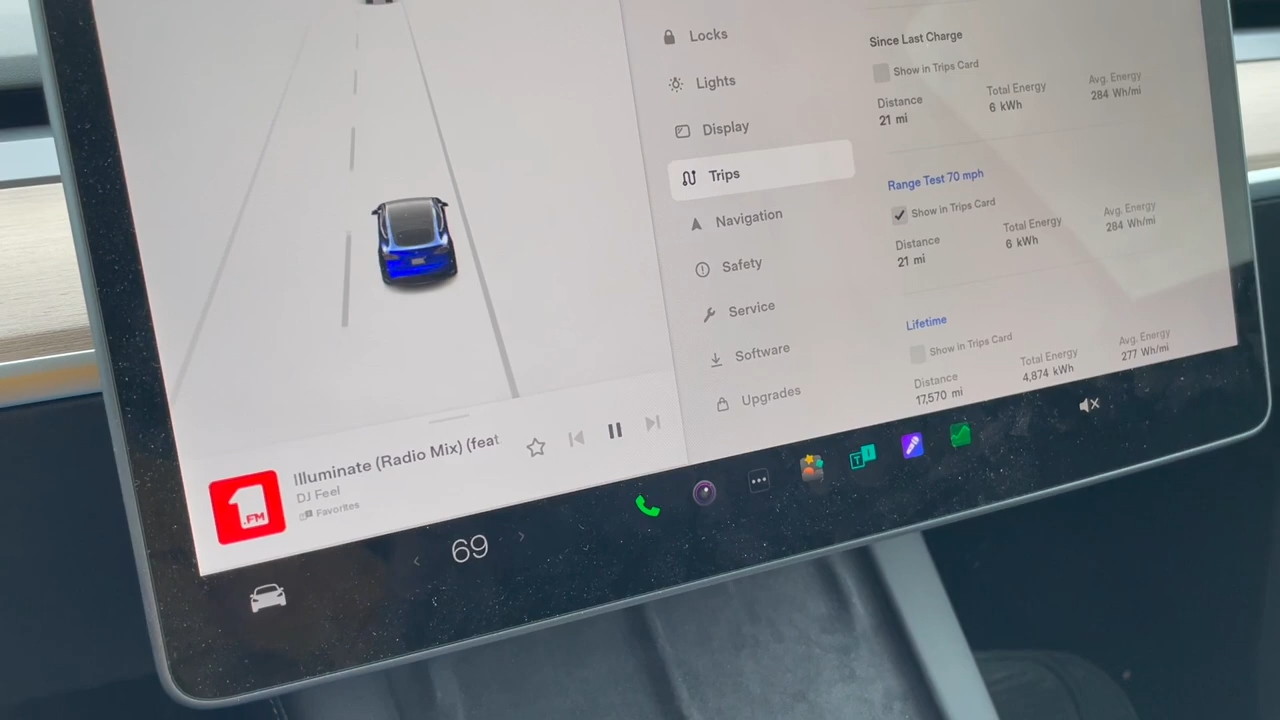 Locks
Lights
Display
Trips
Navigation
Safety
Service
Software
Upgrades
Since Last Charge
Show in Trips Card
Distance
21 mi
Total Energy
6 kWh
Avg. Energy
284 Wh/mi
Range Test 70 mph
Show in Trips Card
Distance
21 mi
Total Energy
6 kWh
Avg. Energy
284 Wh/mi
Lifetime
Show in Trips Card
Distance
17,570 mi
Total Energy
4,874 kWh
Avg. Energy
277 Wh/mi
1.FM
Illuminate (Radio Mix) (feat
DJ Feel
Favorites
69
T